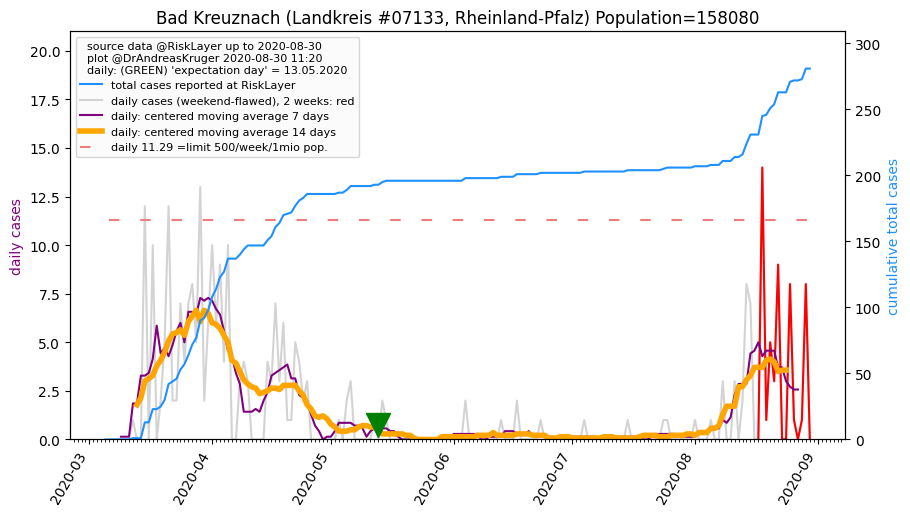 Bad Kreuznach (Landkreis #07133, Rheinland-Pfalz) Population=158080
source data @RiskLayer up to 2020-08-30
plot @DrAndreasKruger 2020-08-30 11:20
daily: (GREEN) 'expectation day' = 13.05.2020
total cases reported at RiskLayer
daily cases (weekend-flawed), 2 weeks: red
daily: centered moving average 7 days
daily: centered moving average 14 days
daily 11.29 =limit 500/week/1mio pop.
daily cases
20.0
17.5
15.0
12.5
10.0
7.5
5.0
2.5
0.0
300
250
200
150
100
50
0
cumulative total cases
2020-03
2020-04
2020-05
2020-06
2020-07
2020-08
2020-09